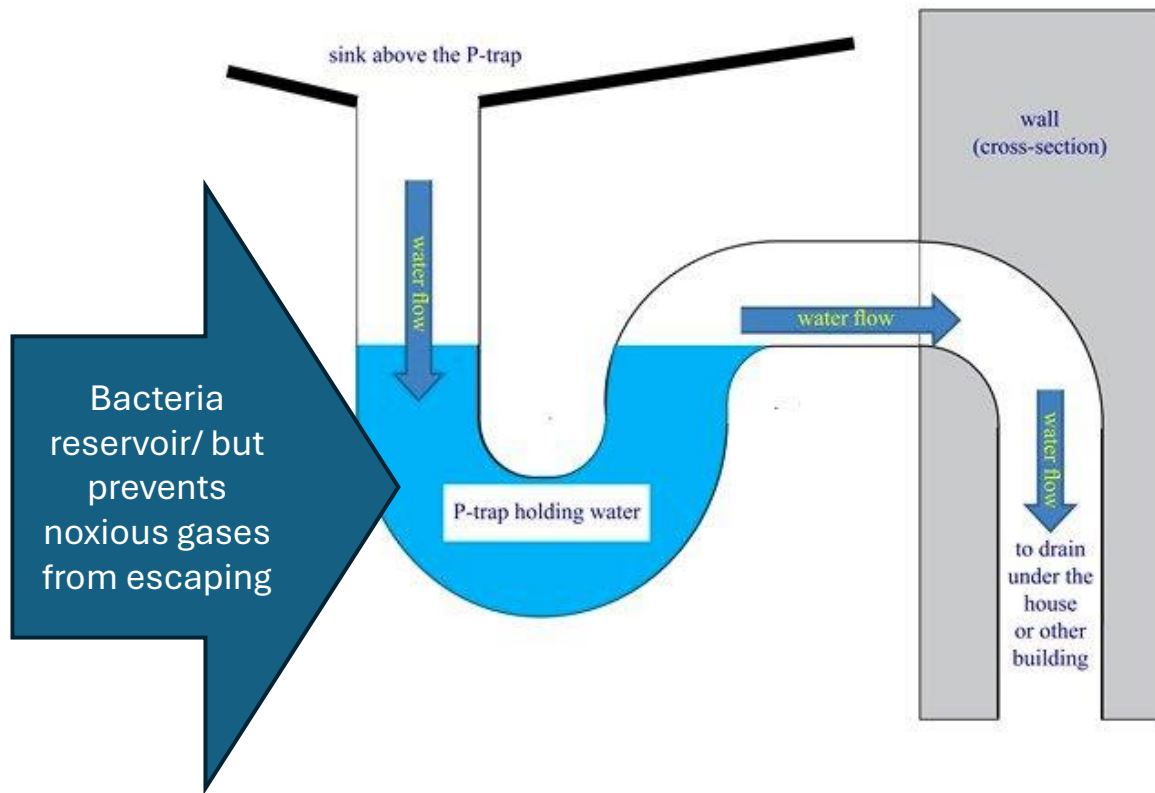 sink above the P-trap
wall
(cross-section)
water flow
water flow
Bacteria
reservoir/ but
prevents
noxious gases
from escaping
P-trap holding water
water flow
to drain
under the
house
or other
building